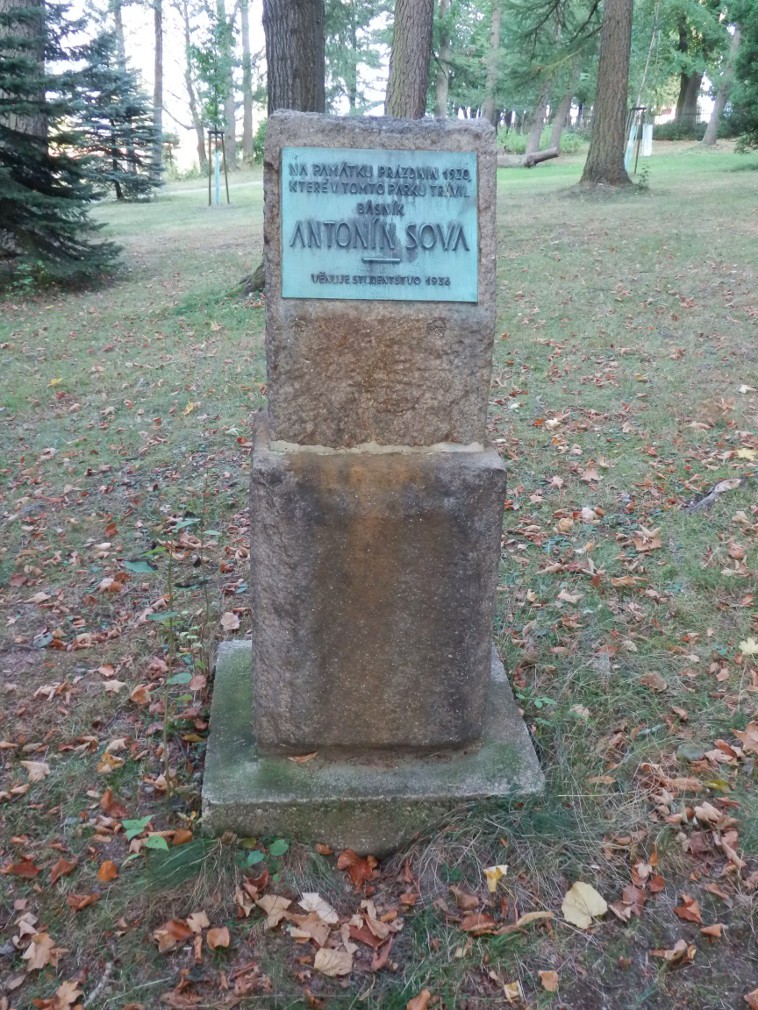 NA PAMÁTKU PRÁZDNIN 1920,
KTERÉ V TOMTO PARKU TRÁVIL
BÁSNÍK
ANTONÍN SOVA
VĚNUJE STUDENTSTVO 1936